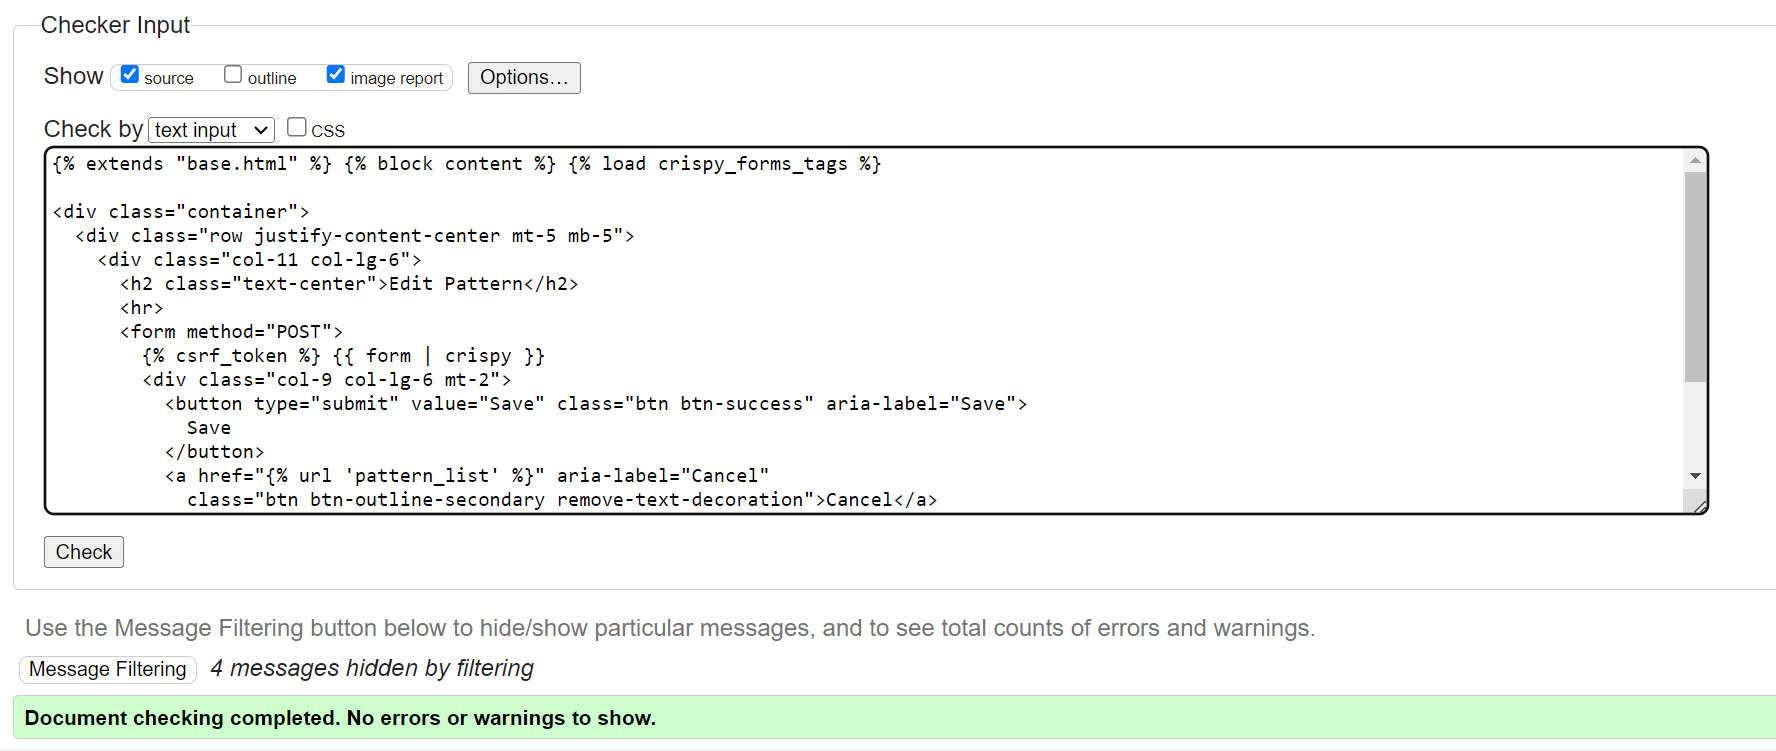 Checker Input
Show source outline image report Options...
Check by text input CSS
{% extends "base.html" %} {% block content %} {% load crispy_forms_tags %}
<div class="container">
<div class="row justify-content-center mt-5 mb-5">
<div class="col-11 col-lg-6">
<h2 class="text-center">Edit Pattern</h2>
<hr>
<form method="POST">
{% csrf_token %} {{ form | crispy }}
<div class="col-9 col-lg-6 mt-2">
<button type="submit" value="Save" class="btn btn-success" aria-label="Save">
Save
</button>
<a href="{% url 'pattern_list' %}" aria-label="Cancel"
class="btn btn-outline-secondary remove-text-decoration">Cancel</a>
Check
Use the Message Filtering button below to hide/show particular messages, and to see total counts of errors and warnings.
Message Filtering 4 messages hidden by filtering
Document checking completed. No errors or warnings to show.